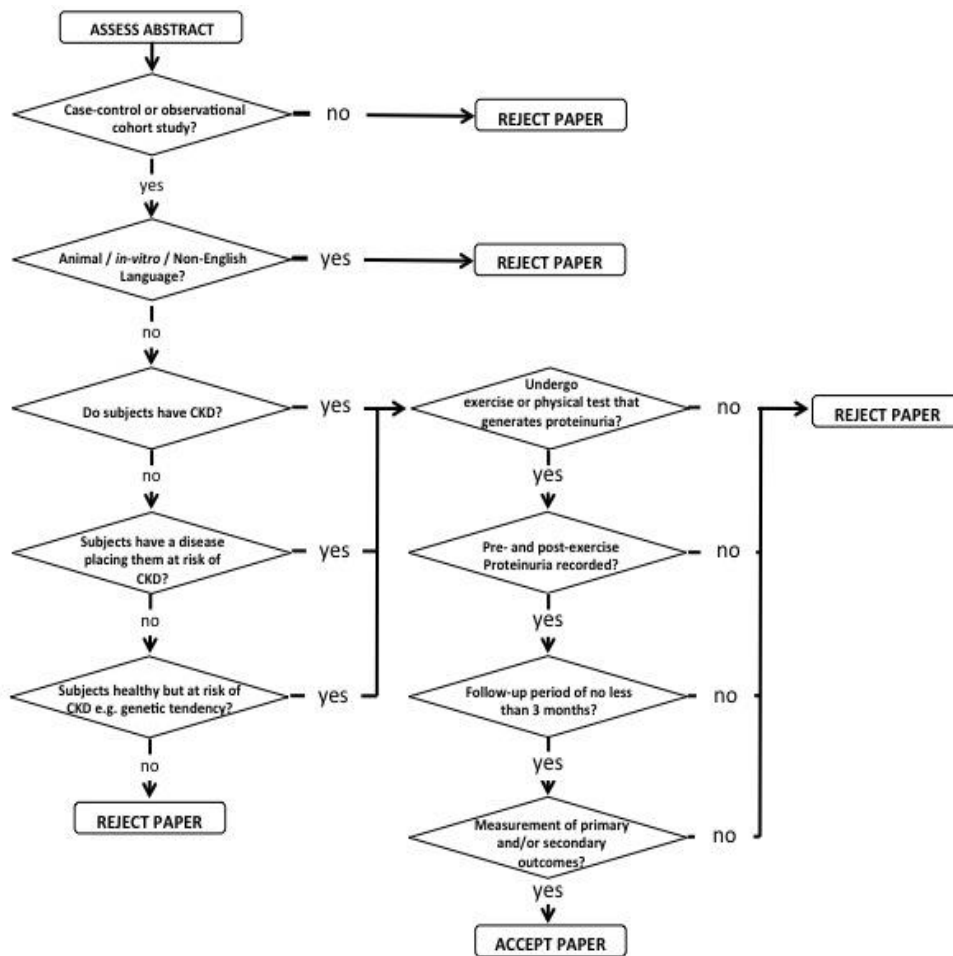 ASSESS ABSTRACT
Case-control or observational
cohort study?
no
REJECT PAPER
yes
Animal / in-vitro / Non-English
Language?
yes
REJECT PAPER
no
Do subjects have CKD?
yes
Undergo
exercise or physical test that
generates proteinuria?
no
REJECT PAPER
no
yes
Subjects have a disease
placing them at risk of
CKD?
yes
Pre- and post-exercise
Proteinuria recorded?
no
no
yes
Subjects healthy but at risk of
CKD e.g. genetic tendency?
yes
Follow-up period of no less
than 3 months?
no
no
yes
REJECT PAPER
Measurement of primary
and/or secondary
outcomes?
no
yes
ACCEPT PAPER